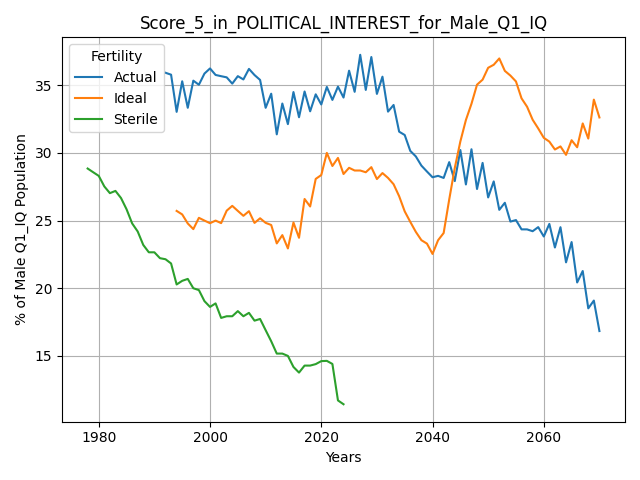 Score_5_in_POLITICAL_INTEREST_for_Male_Q1_IQ
Fertility
Actual
Ideal
Sterile
% of Male Q1_IQ Population
35
30
25
20
15
1980
2000
2020
2040
2060
Years